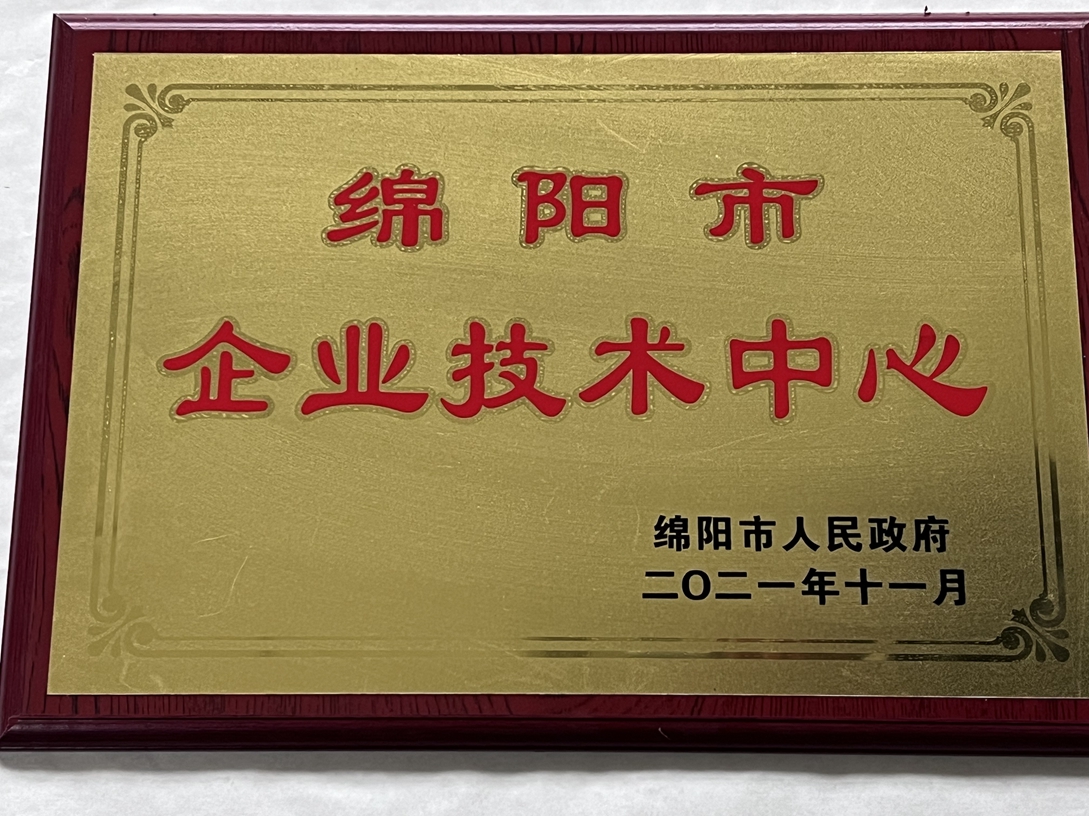 绵阳市
企业技术中心
绵阳市人民政府
二〇二一年十一月